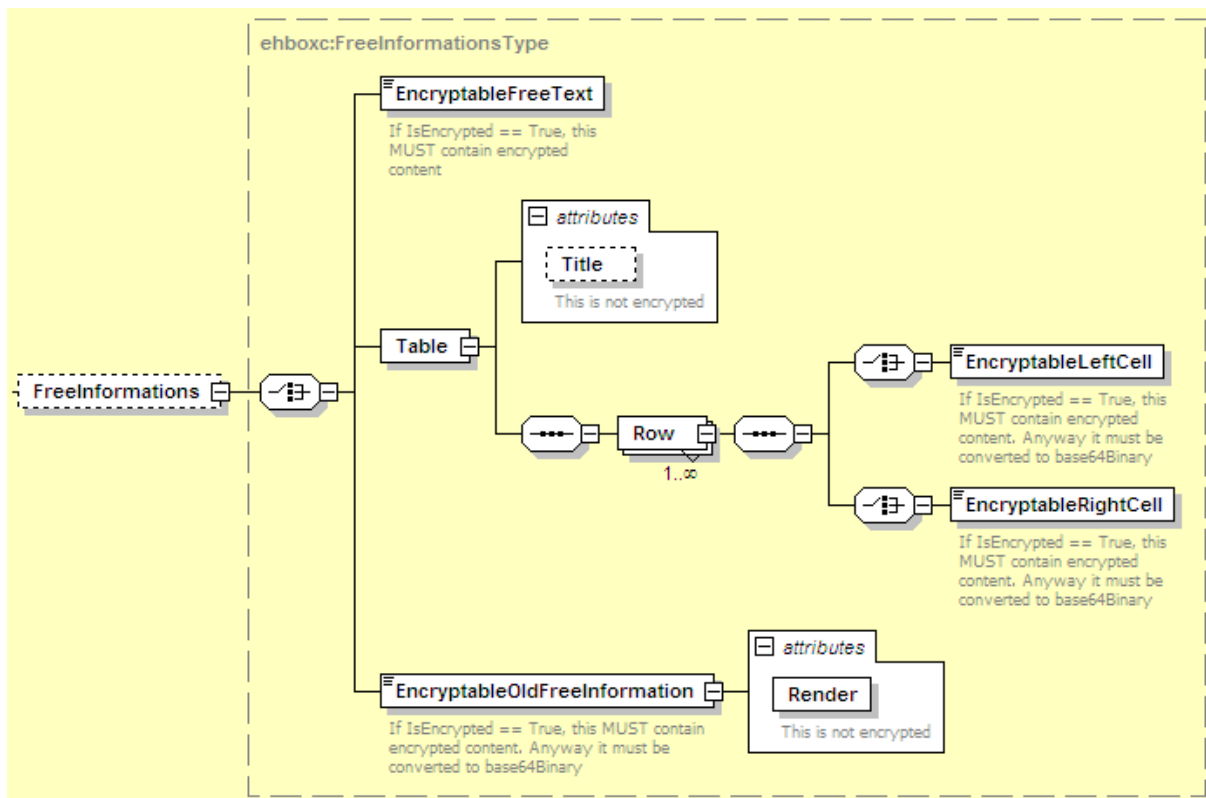 ehboxc:FreeInformationsType
EncryptableFreeText
If IsEncrypted == True, this
MUST contain encrypted
content
attributes
Title
This is not encrypted
Table
FreeInformations
Row
1..∞
EncryptableLeftCell
If IsEncrypted == True, this
MUST contain encrypted
content. Anyway it must be
converted to base64Binary
EncryptableRightCell
If IsEncrypted == True, this
MUST contain encrypted
content. Anyway it must be
converted to base64Binary
EncryptableOldFreeInformation
If IsEncrypted == True, this MUST contain
encrypted content. Anyway it must be
converted to base64Binary
attributes
Render
This is not encrypted